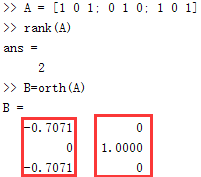 >> A = [1 0 1; 0 1 0; 1 0 1]
>> rank(A)
ans =
2
>> B=orth(A)
B =
-0.7071 0
0 1.0000
-0.7071 0